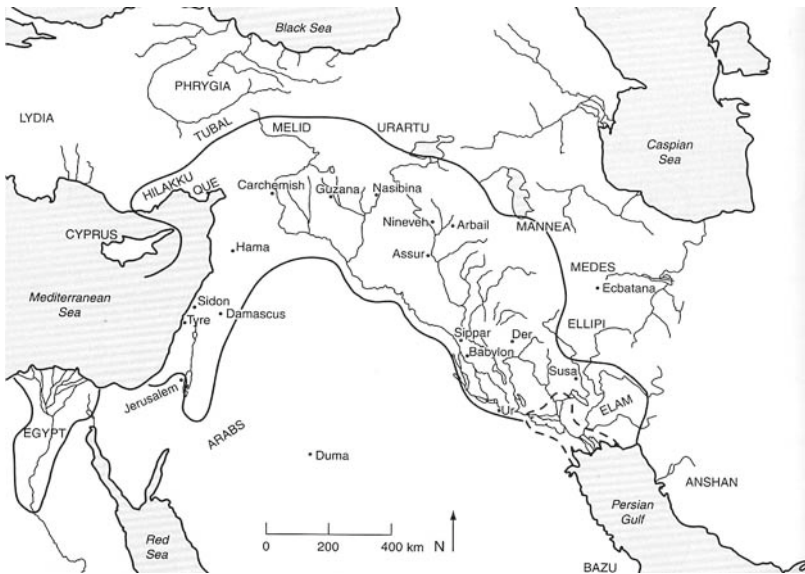 Black Sea
PHRYGIA
LYDIA
TUBAL
MELID
URARTU
Caspian
Sea
HILAKKU
QUE
Carchemish
Guzana
Nasibina
CYPRUS
Nineveh
Arbail
MANNEA
Hama
Assur
MEDES
Ecbatana
Mediterranean
Sea
Sidon
Tyre
Damascus
Sippar
Der
ELLIPI
Babylon
Susa
Jerusalem
Ur
ELAM
EGYPT
ARABS
Duma
ANSHAN
Persian
Gulf
Red
Sea
0 200 400 km N
BAZU